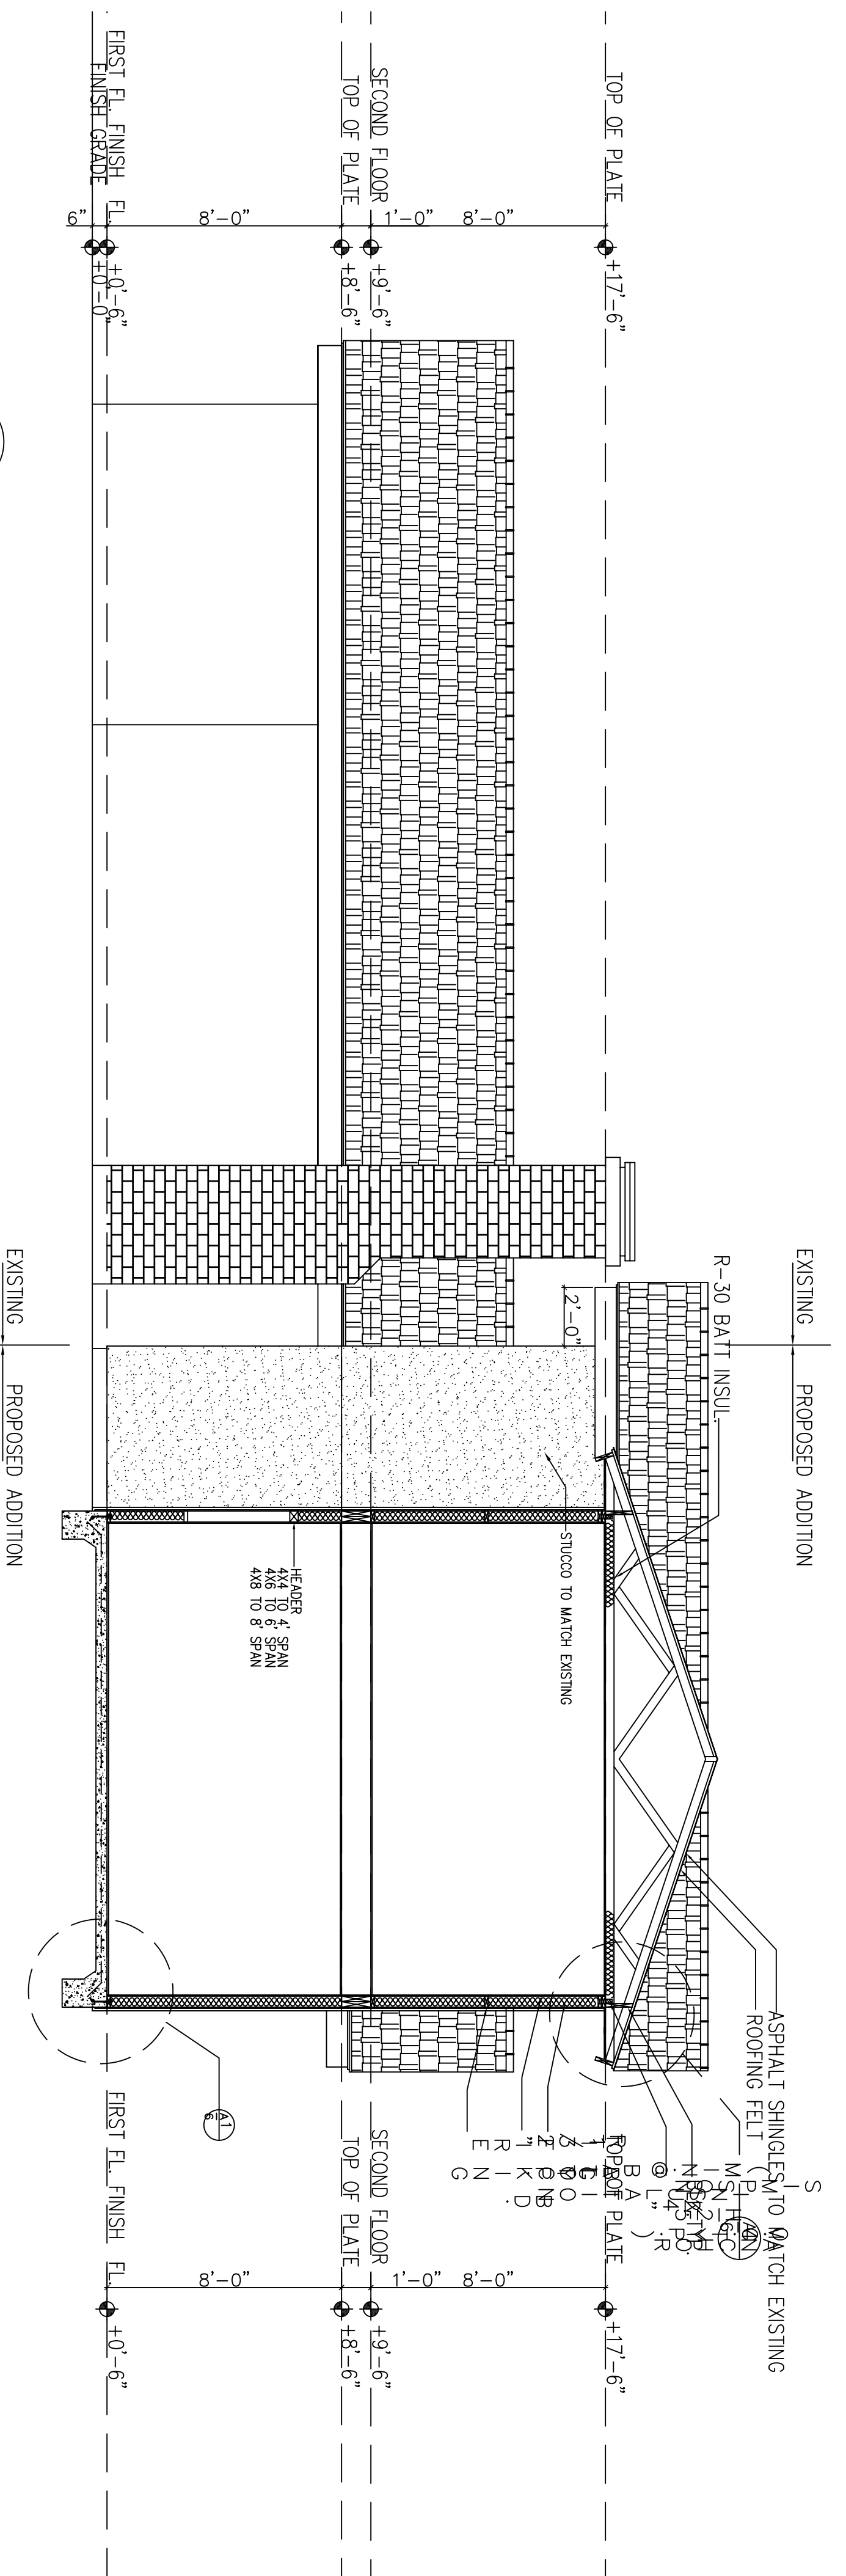 EXISTING
PROPOSED ADDITION
R-30 BATT INSUL.
ASPHALT SHINGLES TO MATCH EXISTING
ROOFING FELT
TOP OF PLATE
+17'-6"
8'-0"
SECOND FLOOR
+9'-6"
1'-0"
TOP OF PLATE
+8'-6"
8'-0"
FIRST FL. FINISH FL.
+0'-6"
FINISH GRADE
+0'-0"
6"
2'-0"
STUCCO TO MATCH EXISTING
HEADER
4X4 TO 4' SPAN
4X6 TO 6' SPAN
4X8 TO 8' SPAN
A1
6
TOP OF PLATE
+17'-6"
8'-0"
SECOND FLOOR
+9'-6"
1'-0"
TOP OF PLATE
+8'-6"
8'-0"
FIRST FL. FINISH FL.
+0'-6"
EXISTING
PROPOSED ADDITION